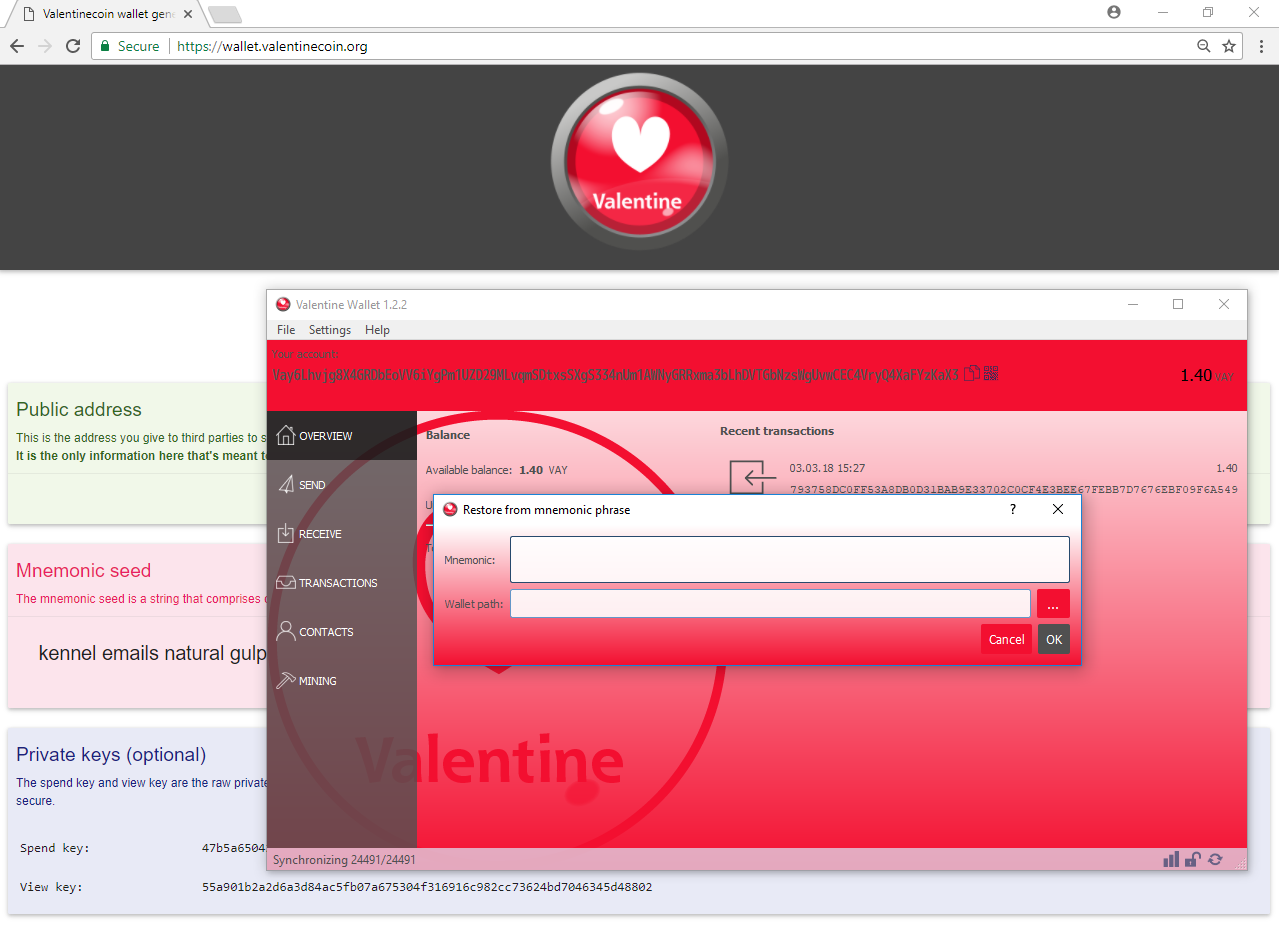 Valentinecoin wallet gen
Secure
https://wallet.valentinecoin.org
Valentine
Valentine Wallet 1.2.2
File Settings Help
Your account:
1.40 VAY
Public address
This is the address you give to third parties to s
It is the only information here that's meant t
OVERVIEW
SEND
RECEIVE
TRANSACTIONS
CONTACTS
MINING
Balance
Available balance: 1.40 VAY
Recent transactions
03.03.18 15:27 1.40
793758DC0FF53A8DB0D31BAB9E33702C0CF4E3BEE67FEBB7D7676EBF09F6A549
Restore from mnemonic phrase
?
Mnemonic:
Wallet path:
...
Cancel OK
Mnemonic seed
The mnemonic seed is a string that comprises
kennel emails natural gulp
Private keys (optional)
The spend key and view key are the raw private
secure.
Spend key: 47b5a6504
View key: 55a901b2a2d6a3d84ac5fb07a675304f316916c982cc73624bd7046345d48802
Valentine
Synchronizing 24491/24491